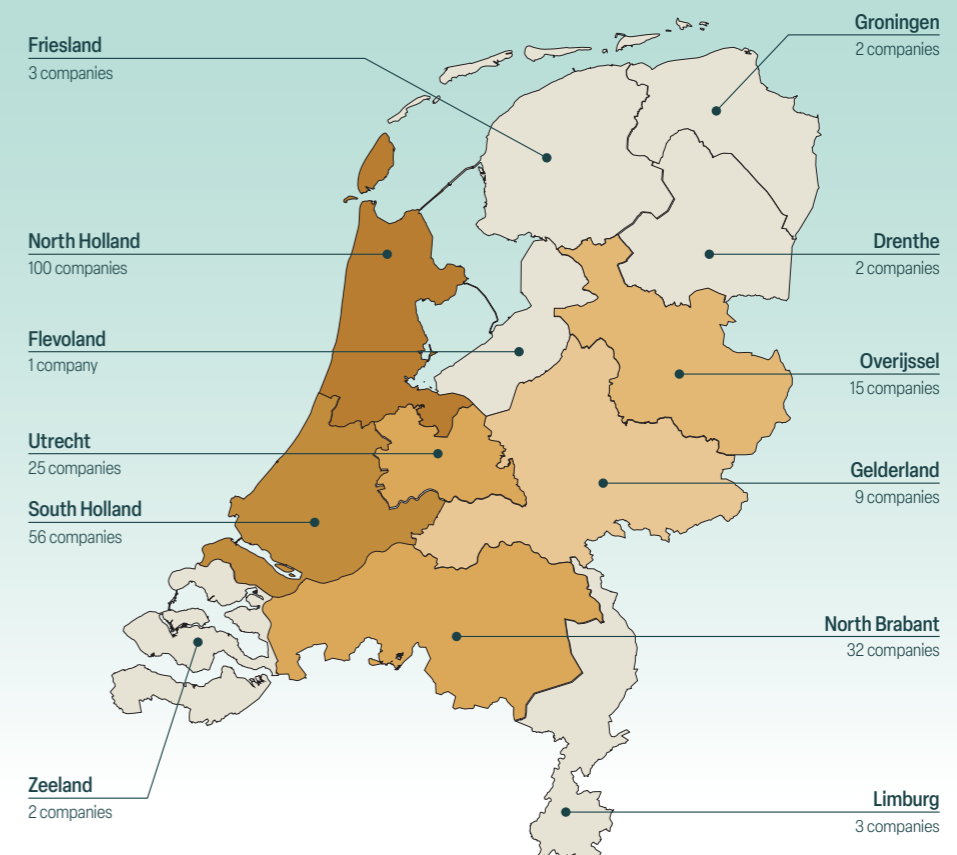 Friesland
3 companies
North Holland
100 companies
Flevoland
1 company
Utrecht
25 companies
South Holland
56 companies
Zeeland
2 companies
Groningen
2 companies
Drenthe
2 companies
Overijssel
15 companies
Gelderland
9 companies
North Brabant
32 companies
Limburg
3 companies